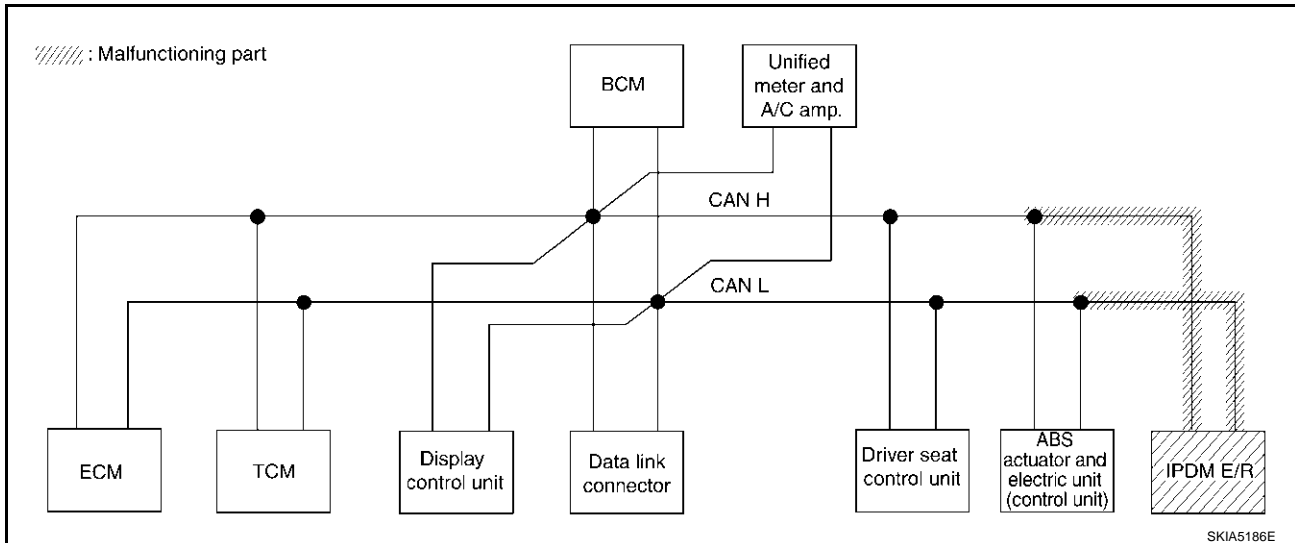 : Malfunctioning part
BCM
Unified
meter and
A/C amp.
CAN H
CAN L
ECM
TCM
Display
control unit
Data link
connector
Driver seat
control unit
ABS
actuator and
electric unit
(control unit)
IPDM E/R
SKIA5186E